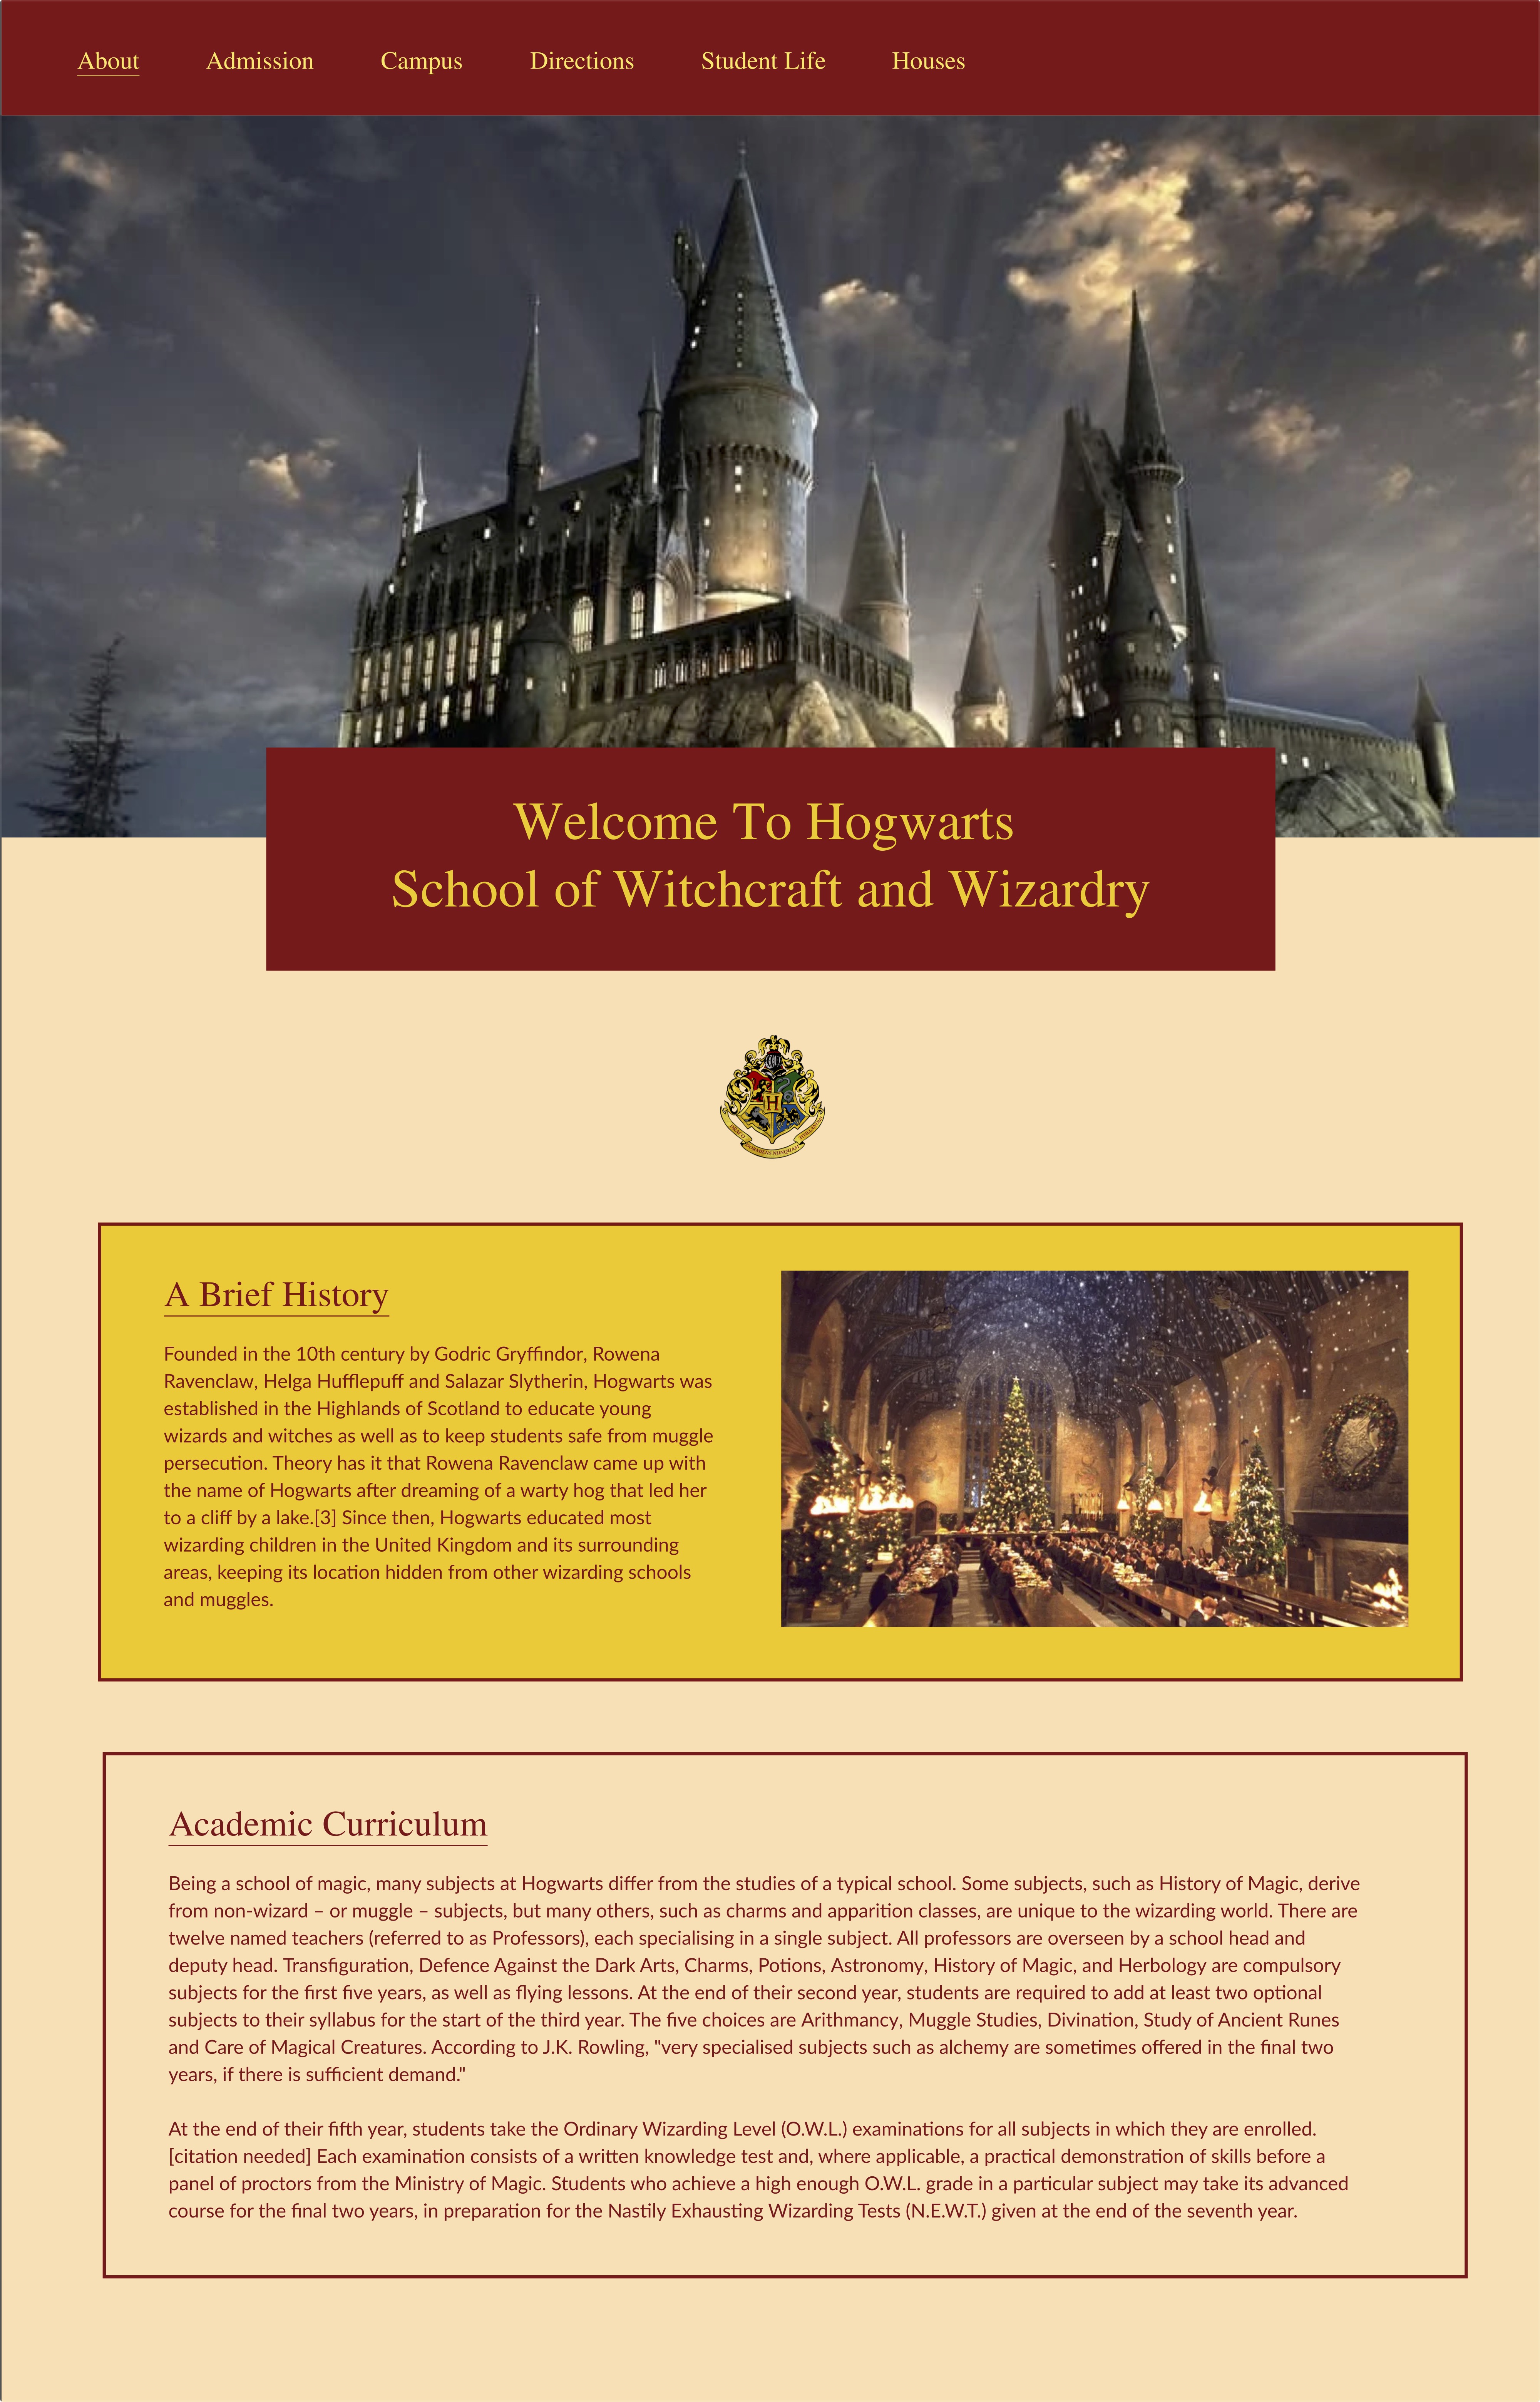 About Admission Campus Directions Student Life Houses
Welcome To Hogwarts
School of Witchcraft and Wizardry
H
A Brief History
Founded in the 10th century by Godric Gryffindor, Rowena
Ravenclaw, Helga Hufflepuff and Salazar Slytherin, Hogwarts was
established in the Highlands of Scotland to educate young
wizards and witches as well as to keep students safe from muggle
persecution. Theory has it that Rowena Ravenclaw came up with
the name of Hogwarts after dreaming of a warty hog that led her
to a cliff by a lake.[3] Since then, Hogwarts educated most
wizarding children in the United Kingdom and its surrounding
areas, keeping its location hidden from other wizarding schools
and muggles.
Academic Curriculum
Being a school of magic, many subjects at Hogwarts differ from the studies of a typical school. Some subjects, such as History of Magic, derive
from non-wizard – or muggle – subjects, but many others, such as charms and apparition classes, are unique to the wizarding world. There are
twelve named teachers (referred to as Professors), each specialising in a single subject. All professors are overseen by a school head and
deputy head. Transfiguration, Defence Against the Dark Arts, Charms, Potions, Astronomy, History of Magic, and Herbology are compulsory
subjects for the first five years, as well as flying lessons. At the end of their second year, students are required to add at least two optional
subjects to their syllabus for the start of the third year. The five choices are Arithmancy, Muggle Studies, Divination, Study of Ancient Runes
and Care of Magical Creatures. According to J.K. Rowling, "very specialised subjects such as alchemy are sometimes offered in the final two
years, if there is sufficient demand."
At the end of their fifth year, students take the Ordinary Wizarding Level (O.W.L.) examinations for all subjects in which they are enrolled.
[citation needed] Each examination consists of a written knowledge test and, where applicable, a practical demonstration of skills before a
panel of proctors from the Ministry of Magic. Students who achieve a high enough O.W.L. grade in a particular subject may take its advanced
course for the final two years, in preparation for the Nastily Exhausting Wizarding Tests (N.E.W.T.) given at the end of the seventh year.